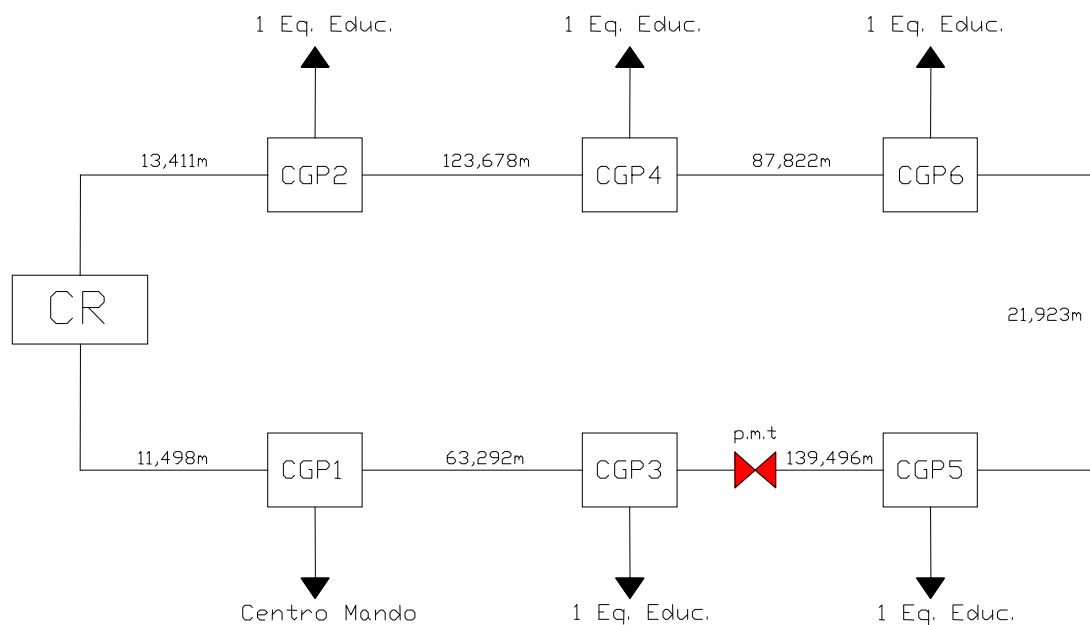 1 Eq. Educ.
1 Eq. Educ.
1 Eq. Educ.
13,411m
123,678m
87,822m
CGP2
CGP4
CGP6
CR
21,923m
p.m.t
11,498m
63,292m
139,496m
CGP1
CGP3
CGP5
Centro Mando
1 Eq. Educ.
1 Eq. Educ.